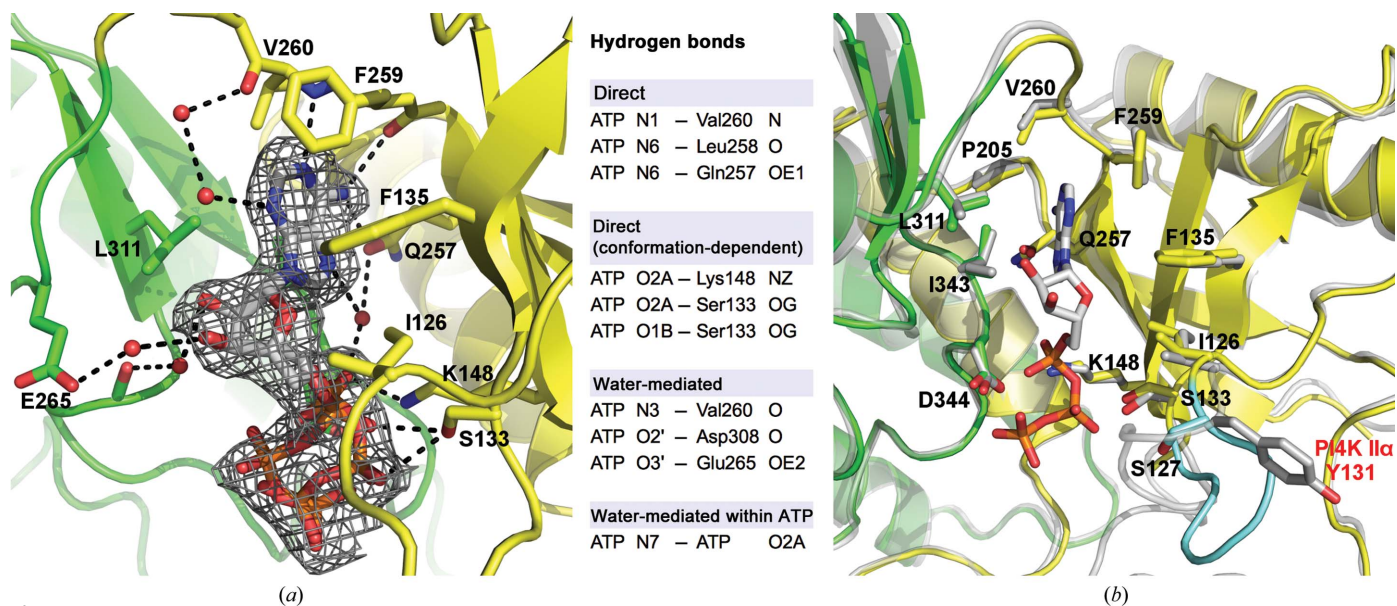 V260
F259
L311
F135
Q257
I126
E265
K148
S133
(a)
Hydrogen bonds
Direct
ATP N1 – Val260 N
ATP N6 – Leu258 O
ATP N6 – Gln257 OE1
Direct
(conformation-dependent)
ATP O2A – Lys148 NZ
ATP O2A – Ser133 OG
ATP O1B – Ser133 OG
Water-mediated
ATP N3 – Val260 O
ATP O2' – Asp308 O
ATP O3' – Glu265 OE2
Water-mediated within ATP
ATP N7 – ATP O2A
V260
F259
P205
L311
Q257
F135
I343
I126
K148
D344
S133
S127
PI4K IIα
Y131
(b)